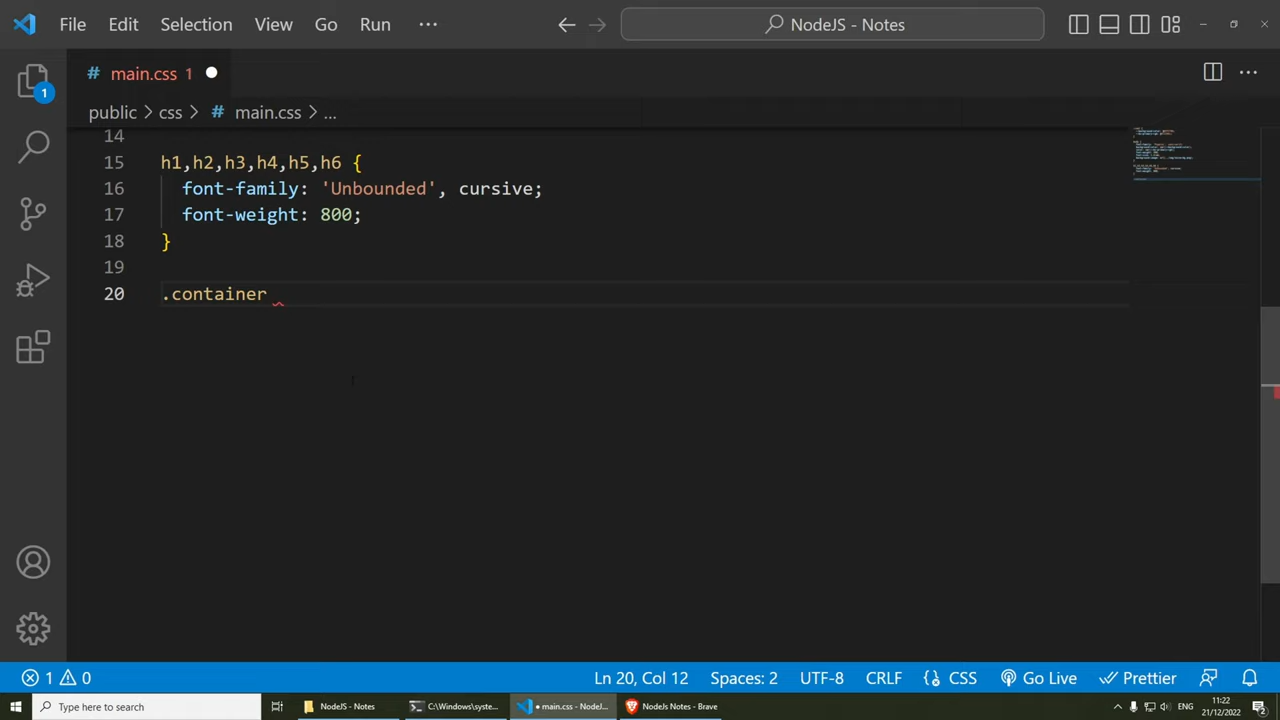 File Edit Selection View Go Run ··· NodeJS - Notes
1
# main.css 1
public > css > # main.css > ...
14
15 h1,h2,h3,h4,h5,h6 {
16 font-family: 'Unbounded', cursive;
17 font-weight: 800;
18 }
19
20 .container
1 0 Ln 20, Col 12 Spaces: 2 UTF-8 CRLF {} CSS Go Live Prettier
Type here to search NodeJS - Notes C:\Windows\syste... main.css - NodeJ... NodeJs Notes - Brave ENG 11:22
21/12/2022 2